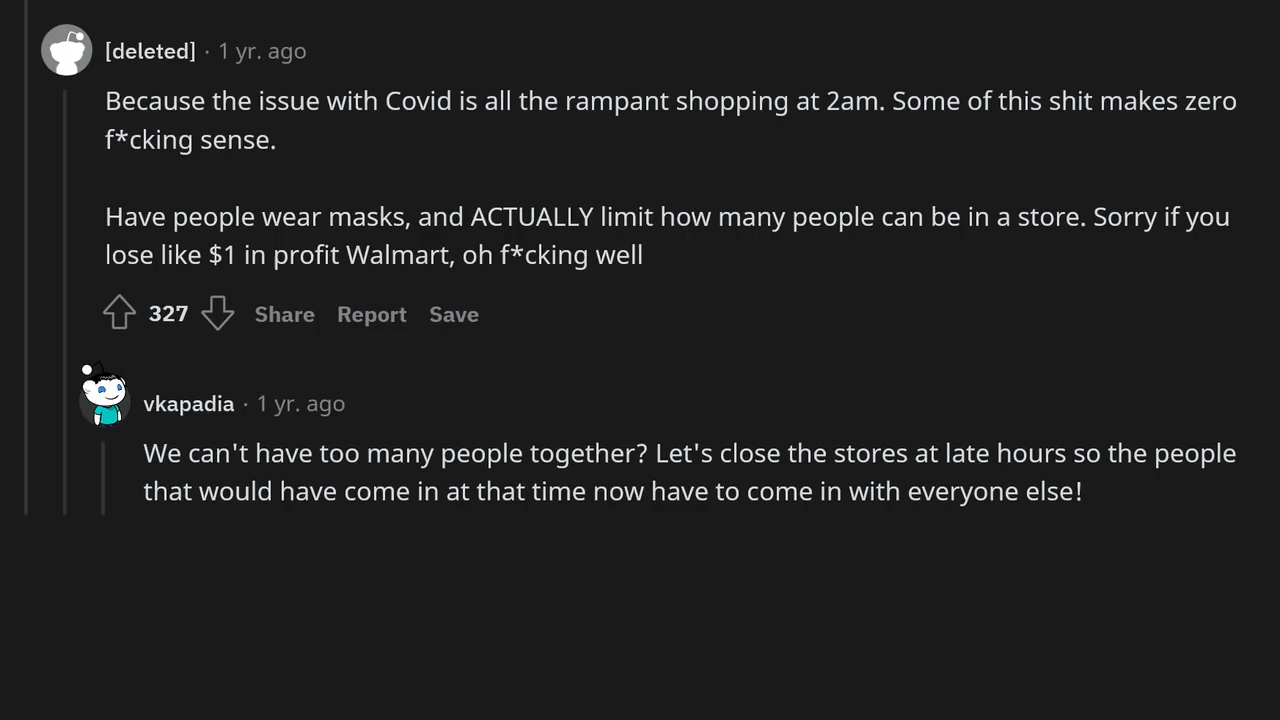 [deleted] · 1 yr. ago
Because the issue with Covid is all the rampant shopping at 2am. Some of this shit makes zero
f*cking sense.
Have people wear masks, and ACTUALLY limit how many people can be in a store. Sorry if you
lose like $1 in profit Walmart, oh f*cking well
327 Share Report Save
vkapadia · 1 yr. ago
We can't have too many people together? Let's close the stores at late hours so the people
that would have come in at that time now have to come in with everyone else!